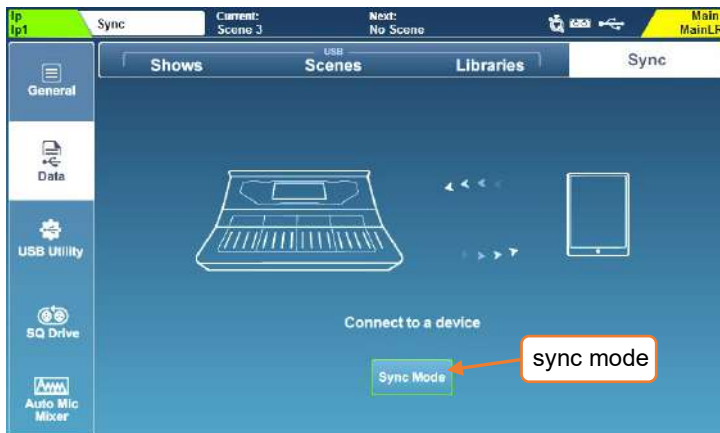 Ip
Ip1
Sync
Current:
Scene 3
Next:
No Scene
Main
MainLR
General
Data
USB Utility
SQ Drive
Auto Mic
Mixer
USB
Shows
Scenes
Libraries
Sync
Connect to a device
Sync Mode
sync mode